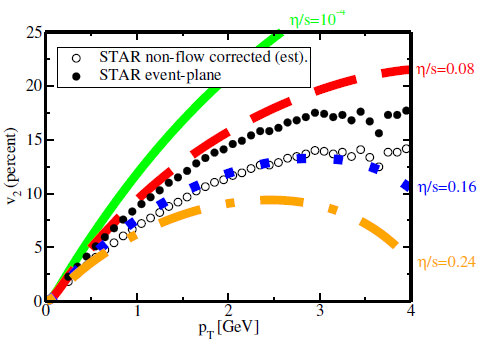 η/s=10⁻⁴
25
STAR non-flow corrected (est).
STAR event-plane
20
η/s=0.08
15
v₂ (percent)
10
η/s=0.16
5
η/s=0.24
0
0 1 2 3 4
p_T [GeV]